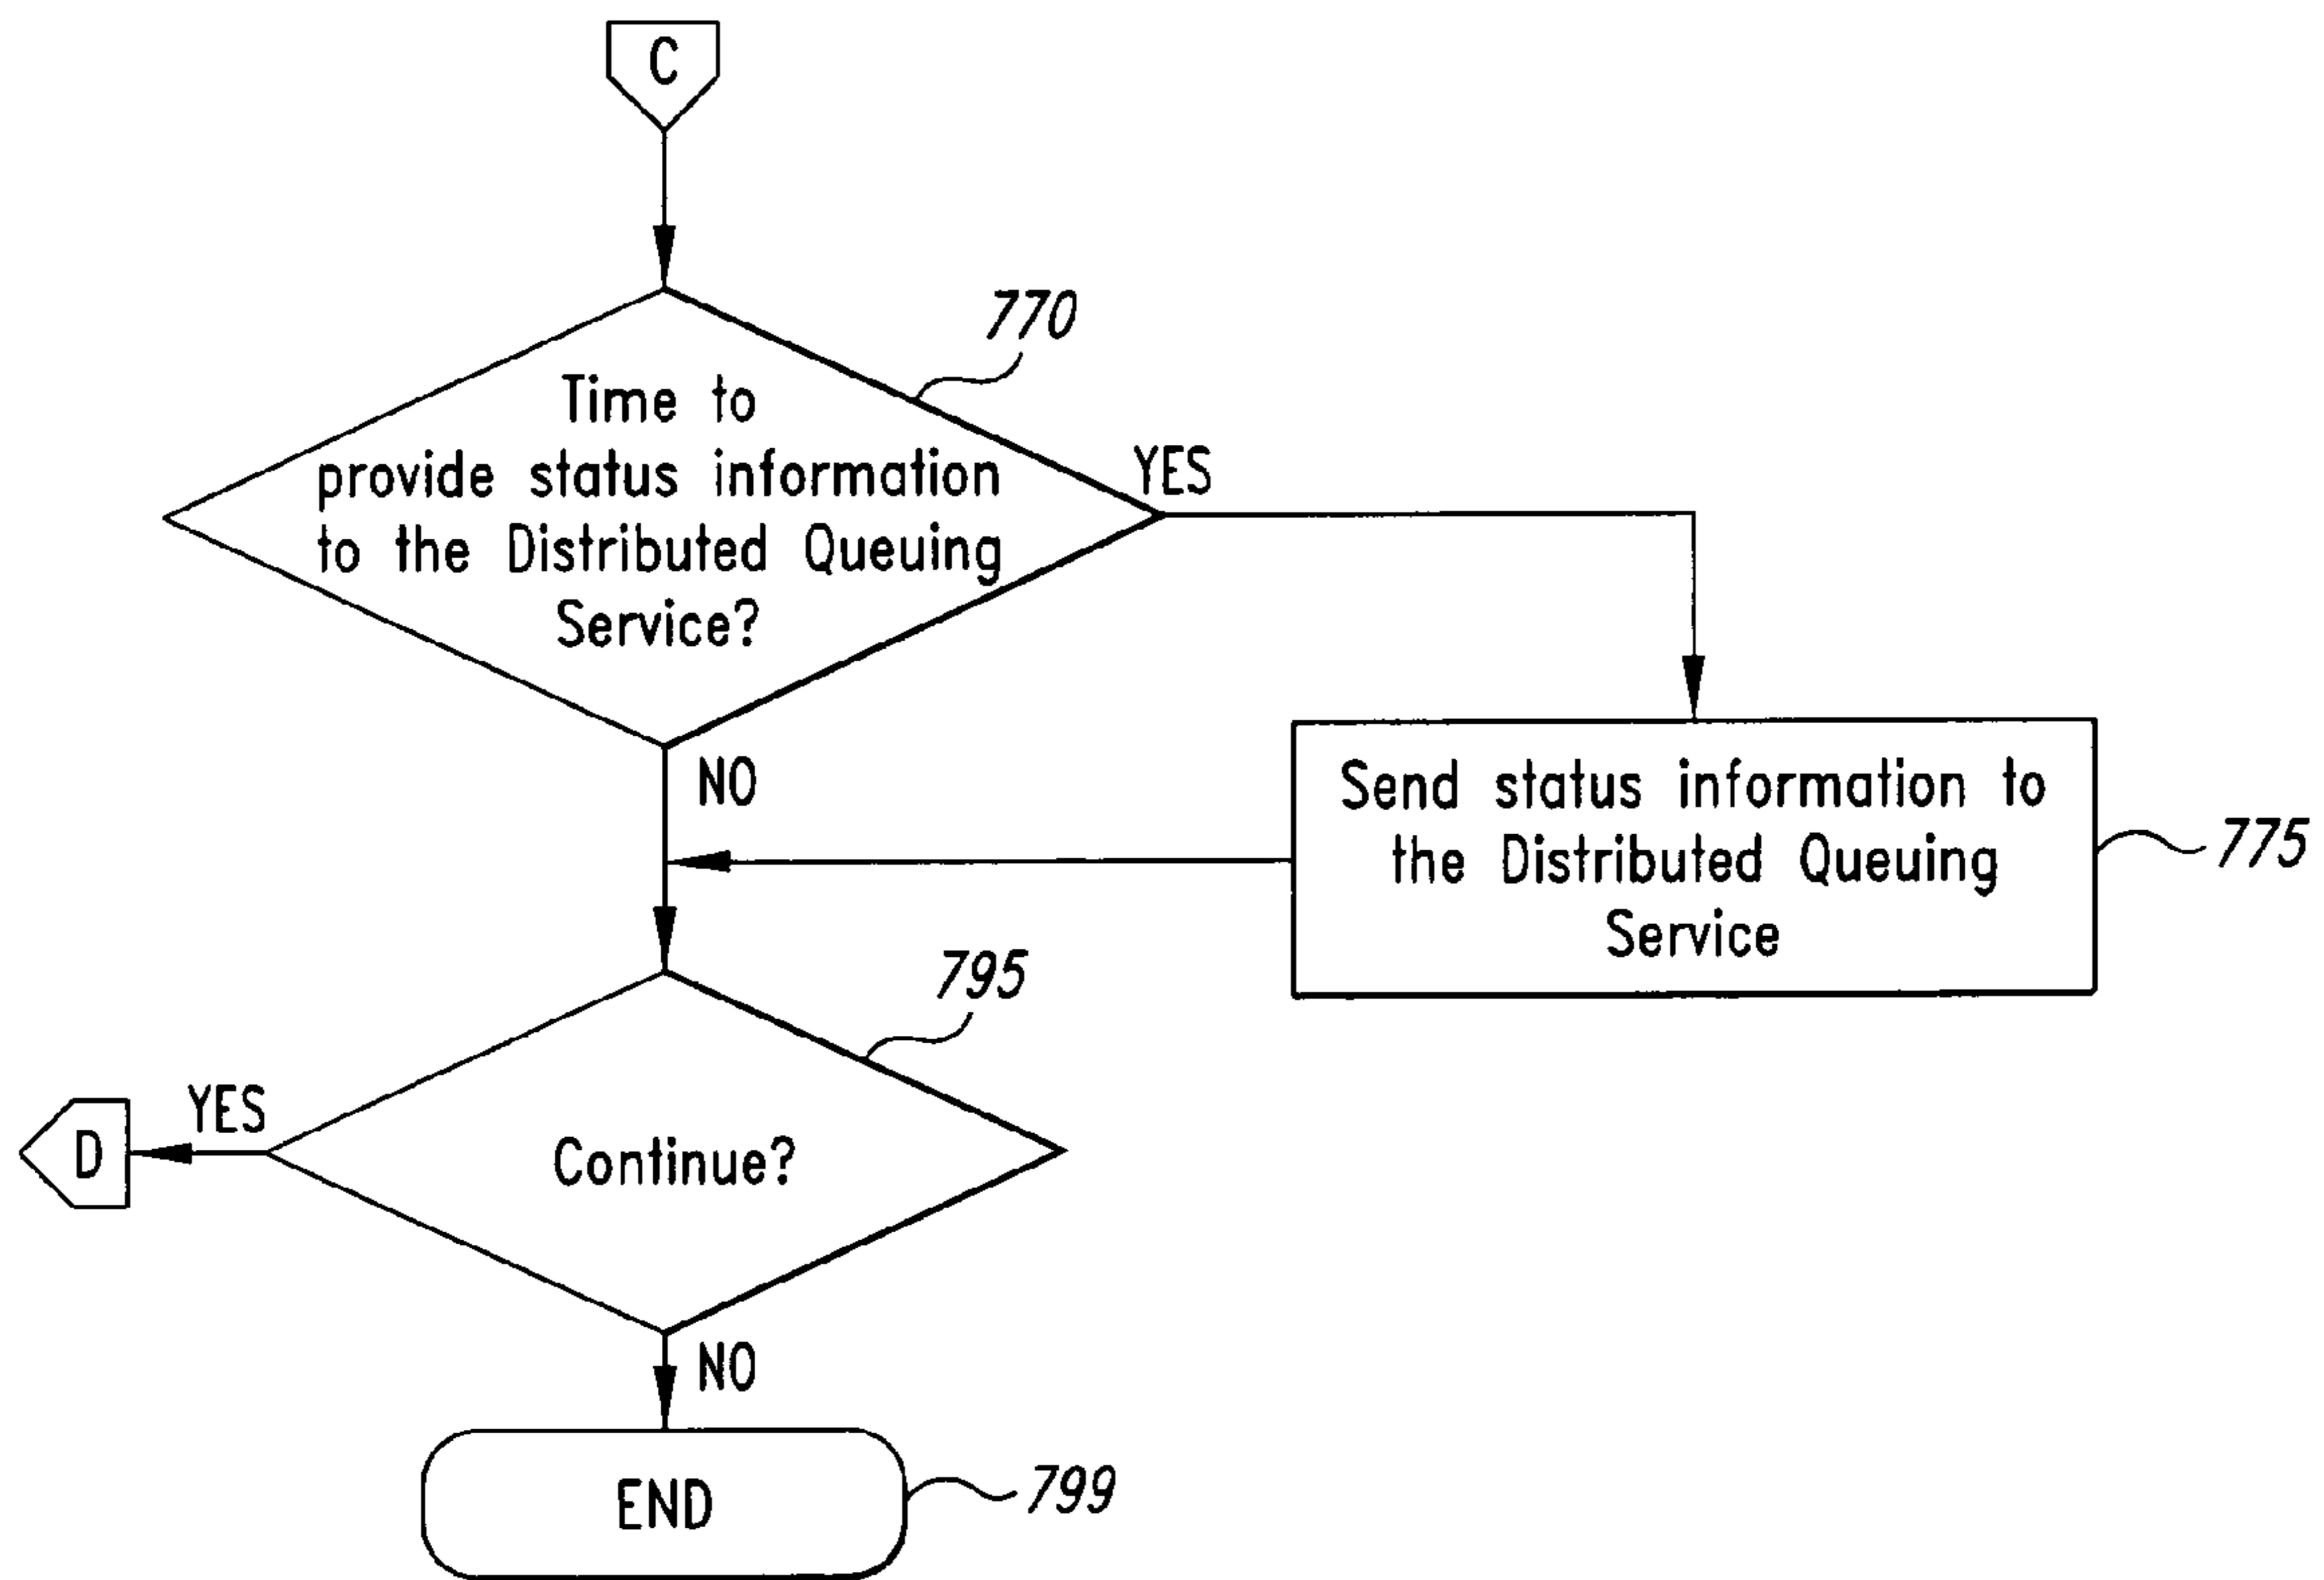 C
770
Time to
provide status information
to the Distributed Queuing
Service?
YES
NO
Send status information to
the Distributed Queuing
Service
775
795
Continue?
YES
D
NO
END
799